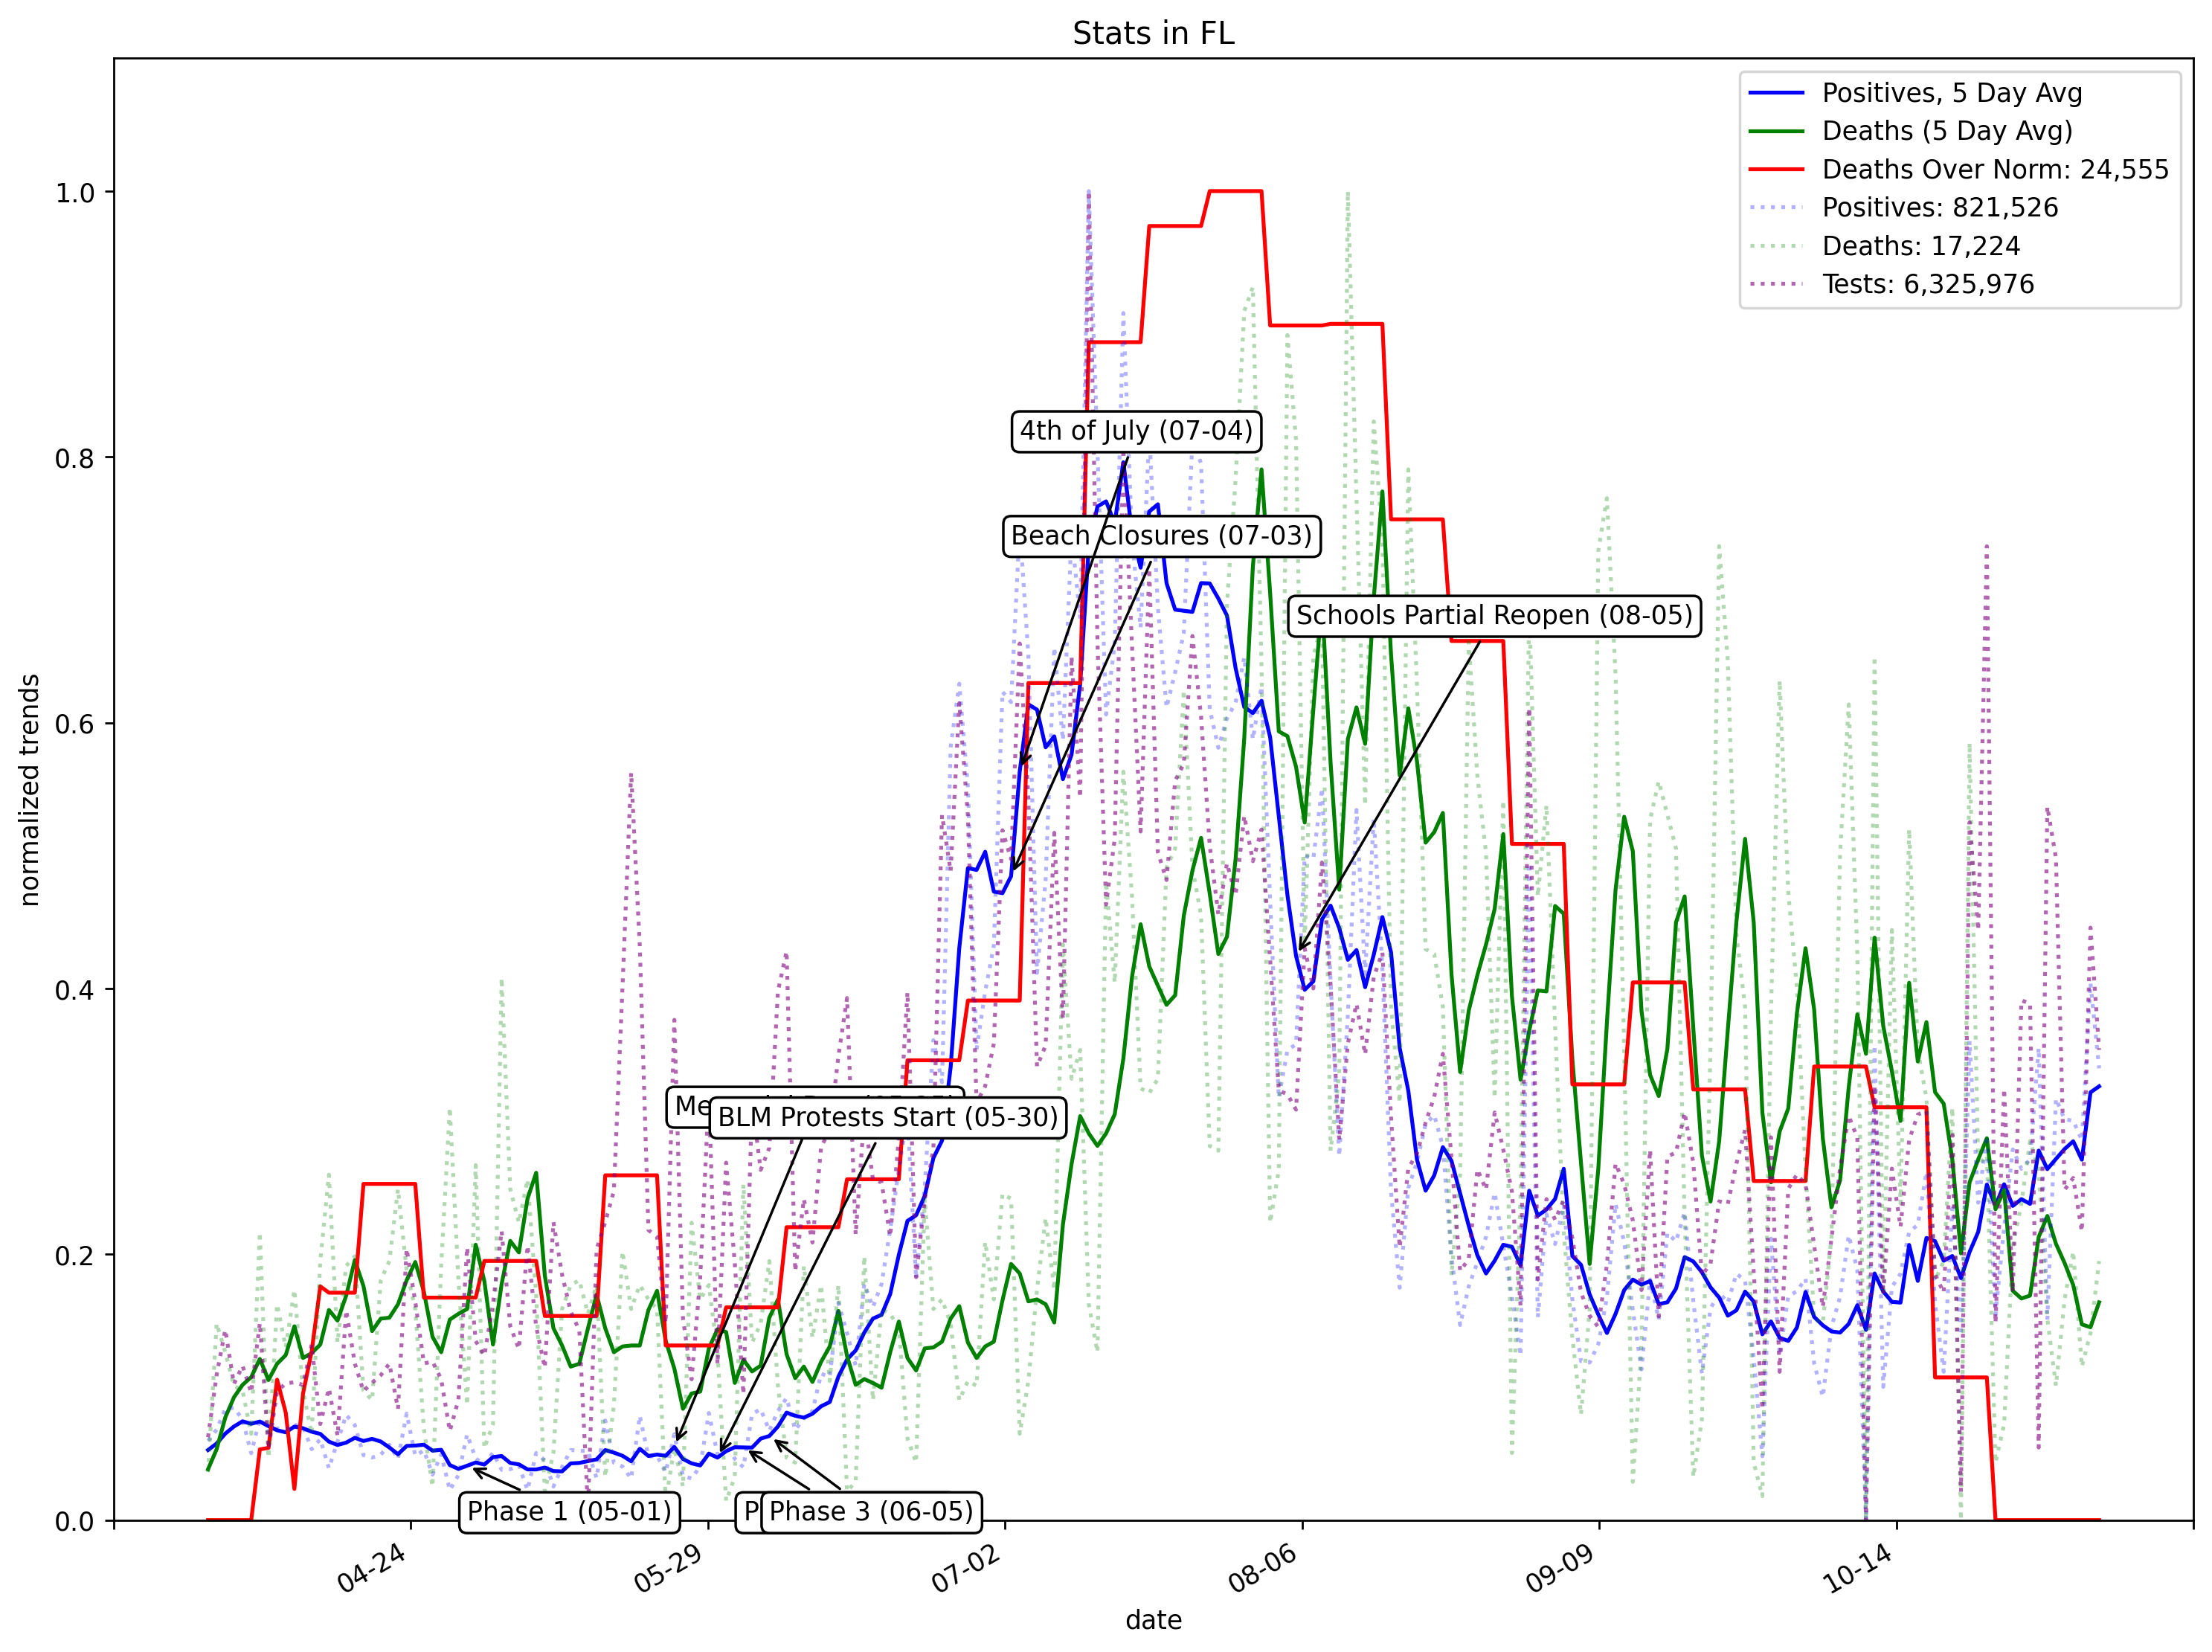 Stats in FL
Positives, 5 Day Avg
Deaths (5 Day Avg)
Deaths Over Norm: 24,555
Positives: 821,526
Deaths: 17,224
Tests: 6,325,976
1.0
0.8
0.6
0.4
0.2
0.0
normalized trends
4th of July (07-04)
Beach Closures (07-03)
Schools Partial Reopen (08-05)
BLM Protests Start (05-30)
Phase 1 (05-01)
Phase 3 (06-05)
04-24
05-29
07-02
08-06
09-09
10-14
date